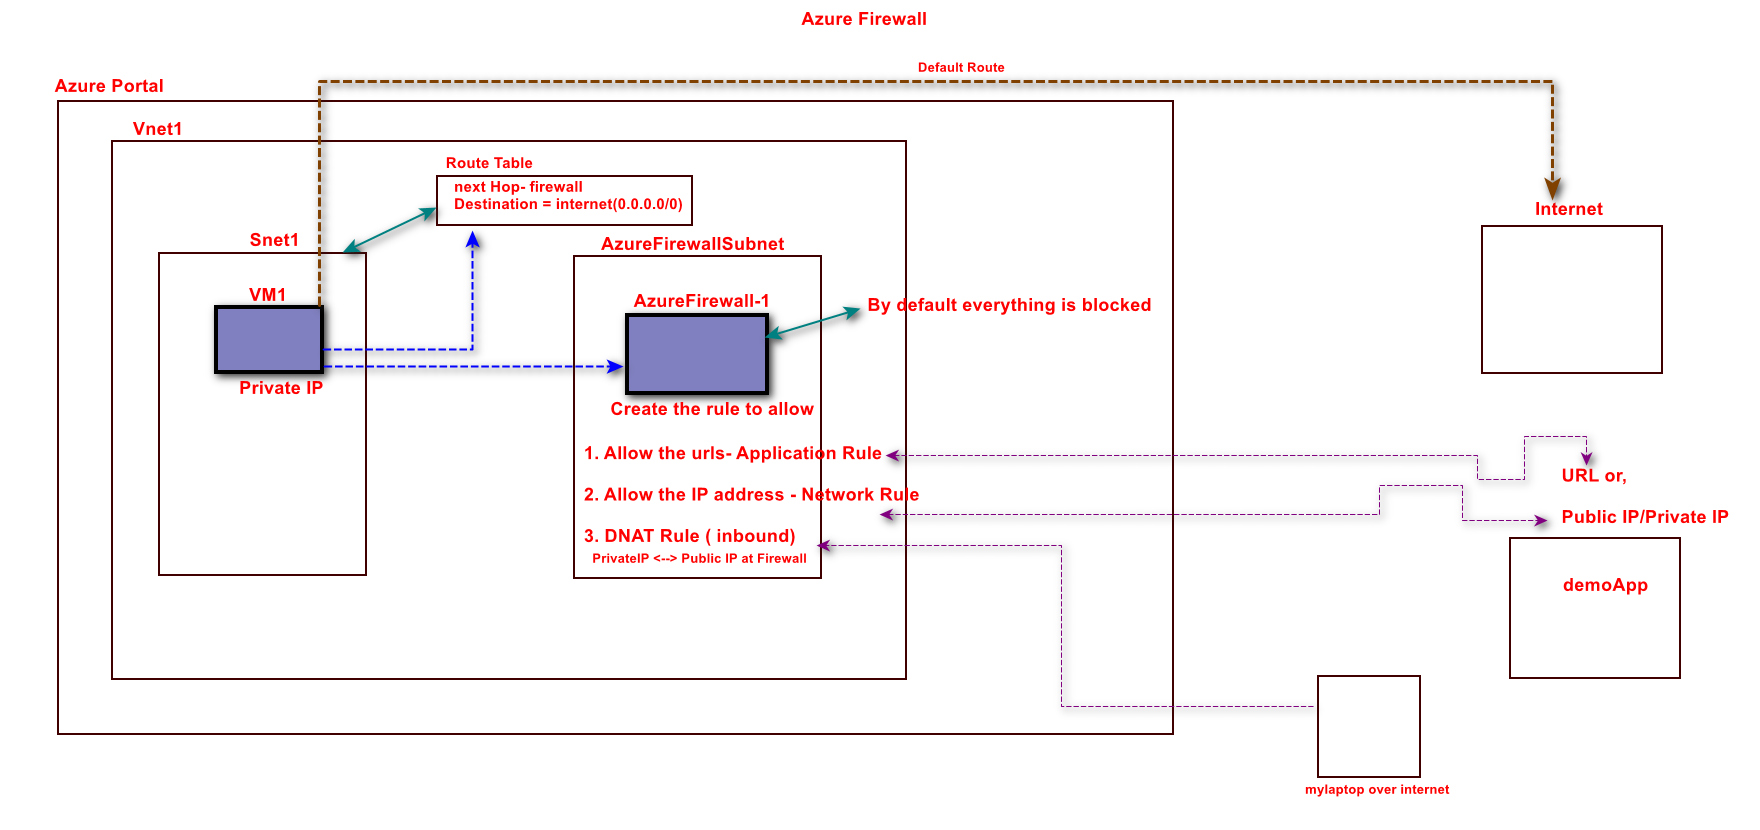 Azure Firewall
Default Route
Azure Portal
Vnet1
Route Table
next Hop- firewall
Destination = internet(0.0.0.0/0)
Internet
Snet1
AzureFirewallSubnet
VM1
AzureFirewall-1
By default everything is blocked
Private IP
Create the rule to allow
1. Allow the urls- Application Rule
2. Allow the IP address - Network Rule
3. DNAT Rule ( inbound)
PrivateIP <--> Public IP at Firewall
URL or,
Public IP/Private IP
demoApp
mylaptop over internet